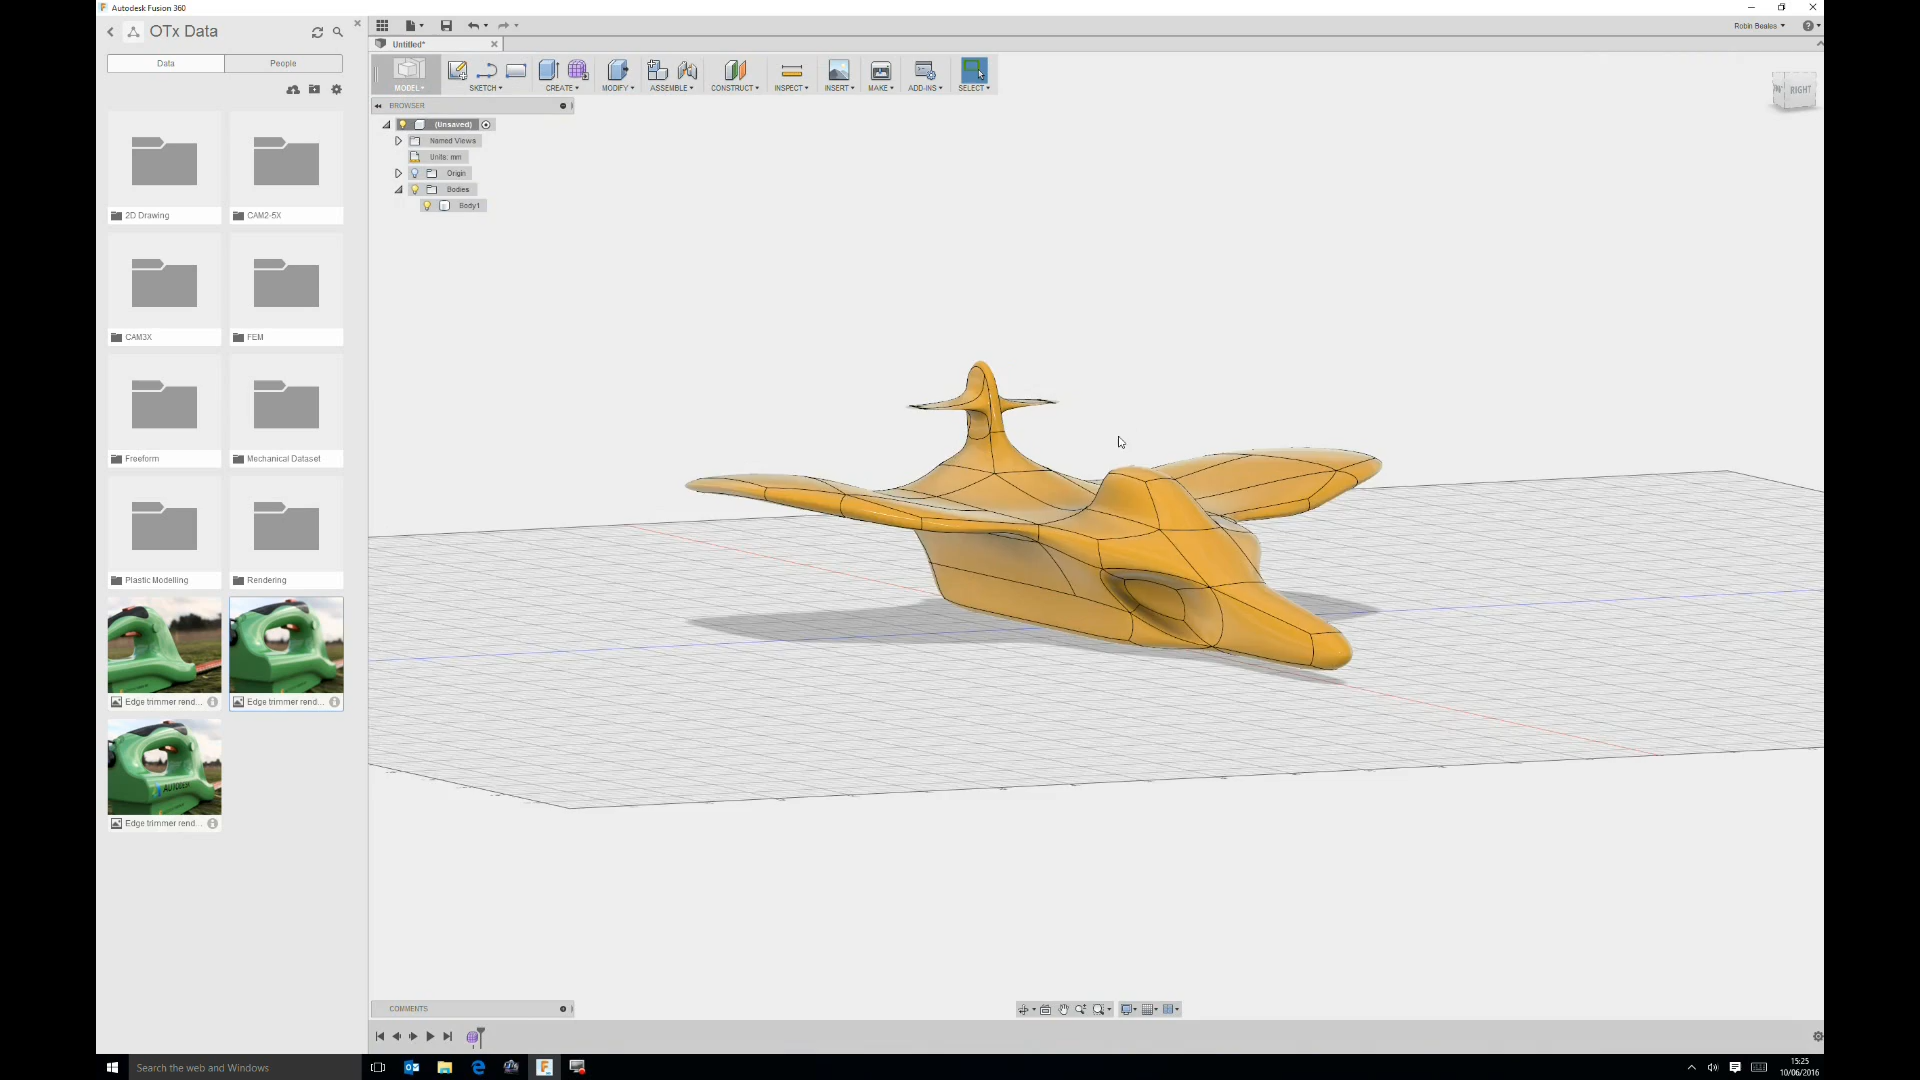 Autodesk Fusion 360
OTx Data
Data
People
2D Drawing
CAM2-5X
CAM3X
FEM
Freeform
Mechanical Dataset
Plastic Modelling
Rendering
Edge trimmer rend...
Edge trimmer rend...
AUTODESK
Edge trimmer rend...
Robin Beales
Untitled*
MODEL
SKETCH
CREATE
MODIFY
ASSEMBLE
CONSTRUCT
INSPECT
INSERT
MAKE
ADD-INS
SELECT
BROWSER
(Unsaved)
Named Views
Units: mm
Origin
Bodies
Body1
RIGHT
COMMENTS
Search the web and Windows
15:25
10/06/2016